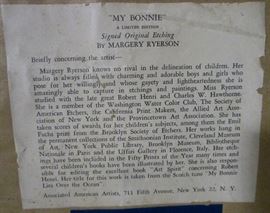 "MY BONNIE"
A LIMITED EDITION
Signed Original Etching
BY MARGERY RYERSON
Briefly concerning the artist—
Margery Ryerson knows no rival in the delineation of children. Her
studio is always filled with charming and adorable boys and girls who
pose for her willingly and whose gaiety and lightheartedness she is
amazingly able to capture in etchings and paintings. Miss Ryerson
studied with the late great Robert Henri and Charles W. Hawthorne.
She is a member of the Washington Water Color Club, The Society of
American Etchers, the California Print Makers, the Allied Art Asso-
ciation of New York and the Provincetown Art Association. She has
taken scores of awards for her children's subjects, among them the Emil
Fuchs prize from the Brooklyn Society of Etchers. Her works hang in
the permanent collections of the Smithsonian Institute, Cleveland Museum
of Art, New York Public Library, Brooklyn Museum, Bibliotheque
National in Paris and the Uffizi Gallery in Florence, Italy. Her etch-
ings have been included in the Fifty Prints of the Year many times and
several children's books have been illustrated by her. She is also respon-
sible for editing the excellent book "Art Spirit" concerning Robert
Henri. Her title for this work is taken from the Scotch tune "My Bonnie
Lies Over the Ocean".
Associated American Artists, 711 Fifth Avenue, New York 22, N. Y.